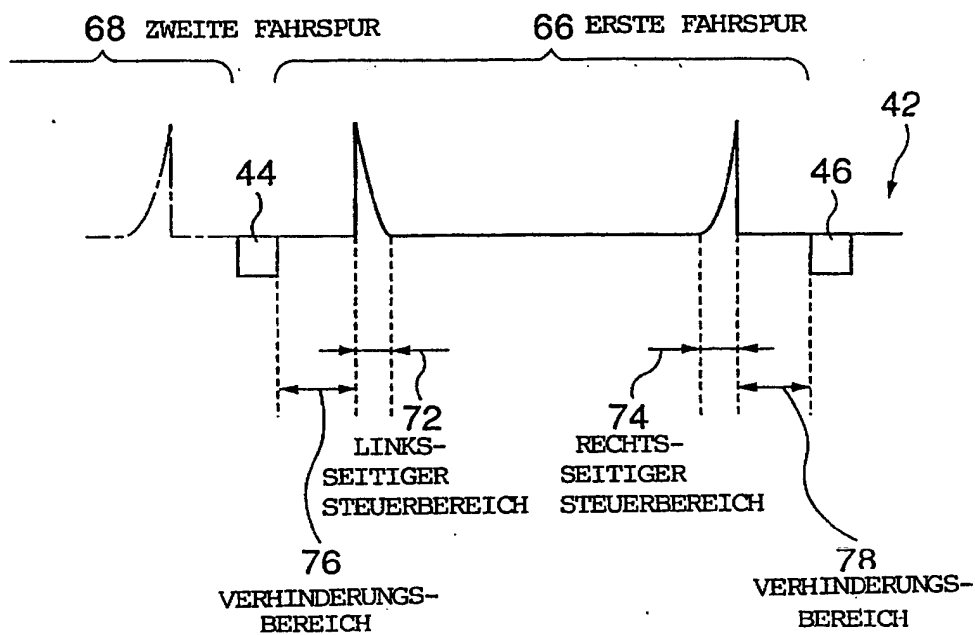 68 ZWEITE FAHRSPUR
66 ERSTE FAHRSPUR
42
44
46
72
LINKS-
SEITIGER
STEUERBEREICH
74
RECHTS-
SEITIGER
STEUERBEREICH
76
VERHINDERUNGS-
BEREICH
78
VERHINDERUNGS-
BEREICH